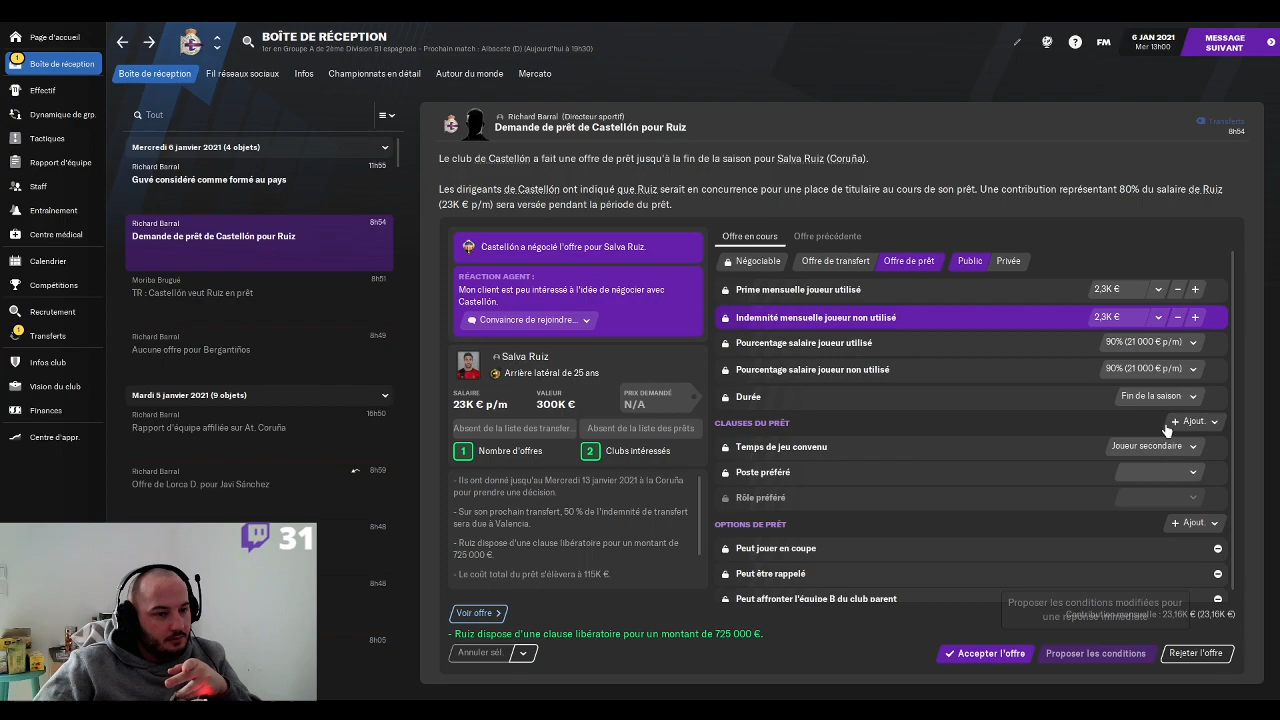 Page d'accueil
1
Boîte de réception
Effectif
Dynamique de grp.
Tactiques
Rapport d'équipe
Staff
Entraînement
Centre médical
Calendrier
Compétitions
Recrutement
1
Transferts
Infos club
Vision du club
Finances
Centre d'appr.
BOÎTE DE RÉCEPTION
1er en Groupe A de 2ème Division B1 espagnole - Prochain match : Albacete (D) (Aujourd'hui à 19h30)
FM
6 JAN 2021
Mer 13h00
MESSAGE
SUIVANT
Boîte de réception
Fil réseaux sociaux
Infos
Championnats en détail
Autour du monde
Mercato
Tout
Mercredi 6 janvier 2021 (4 objets)
Richard Barral
11h55
Guvé considéré comme formé au pays
Richard Barral
8h54
Demande de prêt de Castellón pour Ruiz
Moriba Brugué
8h51
TR : Castellón veut Ruiz en prêt
Richard Barral
8h49
Aucune offre pour Bergantiños
Mardi 5 janvier 2021 (9 objets)
Richard Barral
16h50
Rapport d'équipe affiliée sur At. Coruña
Richard Barral
8h59
Offre de Lorca D. pour Javi Sánchez
8h48
8h46
8h05
31
Richard Barral (Directeur sportif)
Demande de prêt de Castellón pour Ruiz
Transferts
8h54
Le club de Castellón a fait une offre de prêt jusqu'à la fin de la saison pour Salva Ruiz (Coruña).
Les dirigeants de Castellón ont indiqué que Ruiz serait en concurrence pour une place de titulaire au cours de son prêt. Une contribution représentant 80% du salaire de Ruiz
(23K € p/m) sera versée pendant la période du prêt.
Castellón a négocié l'offre pour Salva Ruiz.
RÉACTION AGENT :
Mon client est peu intéressé à l'idée de négocier avec
Castellón.
Convaincre de rejoindre...
Salva Ruiz
Arrière latéral de 25 ans
SALAIRE
23K € p/m
VALEUR
300K €
PRIX DEMANDÉ
N/A
Absent de la liste des transfer...
Absent de la liste des prêts
1
Nombre d'offres
2
Clubs intéressés
- Ils ont donné jusqu'au Mercredi 13 janvier 2021 à la Coruña
pour prendre une décision.
- Sur son prochain transfert, 50 % de l'indemnité de transfert
sera due à Valencia.
- Ruiz dispose d'une clause libératoire pour un montant de
725 000 €.
- Le coût total du prêt s'élèvera à 115K €.
Voir offre
- Ruiz dispose d'une clause libératoire pour un montant de 725 000 €.
Annuler sél.
Offre en cours
Offre précédente
Négociable
Offre de transfert
Offre de prêt
Public
Privée
Prime mensuelle joueur utilisé
2,3K €
Indemnité mensuelle joueur non utilisé
2,3K €
Pourcentage salaire joueur utilisé
90% (21 000 € p/m)
Pourcentage salaire joueur non utilisé
90% (21 000 € p/m)
Durée
Fin de la saison
CLAUSES DU PRÊT
Ajout.
Temps de jeu convenu
Joueur secondaire
Poste préféré
Rôle préféré
OPTIONS DE PRÊT
Ajout.
Peut jouer en coupe
Peut être rappelé
Peut affronter l'équipe B du club parent
Proposer les conditions modifiées pour
une réponse immédiate
Contribution mensuelle : 23,16K € (23,16K €)
Accepter l'offre
Proposer les conditions
Rejeter l'offre